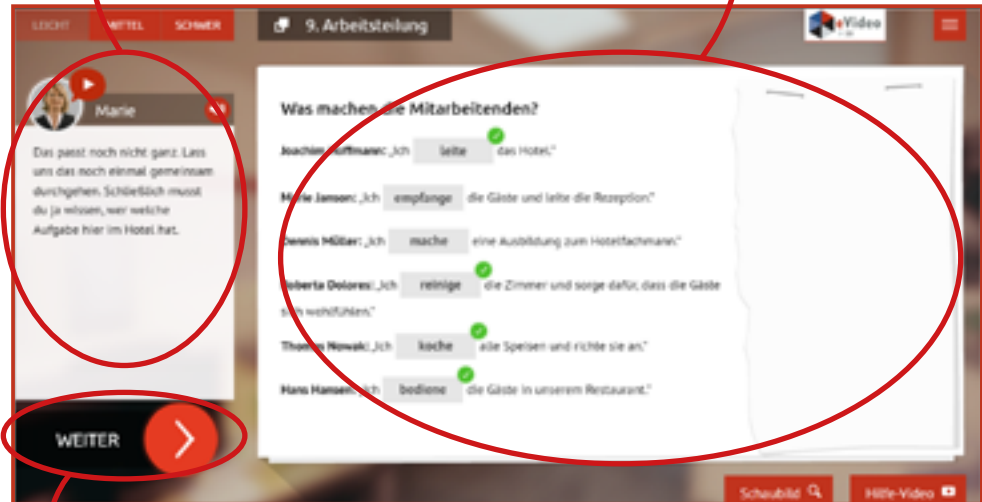 LEICHT MITTEL SCHWER
9. Arbeitsteilung
eVideo
Marie
Das passt noch nicht ganz. Lass
uns das noch einmal gemeinsam
durchgehen. Schließlich musst
du ja wissen, wer welche
Aufgabe hier im Hotel hat.
WEITER
Was machen die Mitarbeitenden?
Joachim Hoffmann: „Ich leite das Hotel."
Marie Janson: „Ich empfange die Gäste und leite die Rezeption."
Dennis Müller: „Ich mache eine Ausbildung zum Hotelfachmann."
Roberta Dolores: „Ich reinige die Zimmer und sorge dafür, dass die Gäste
sich wohlfühlen."
Thomas Nowak: „Ich koche alle Speisen und richte sie an."
Hans Hansen: „Ich bediene die Gäste in unserem Restaurant."
Schaubild
Hilfe-Video